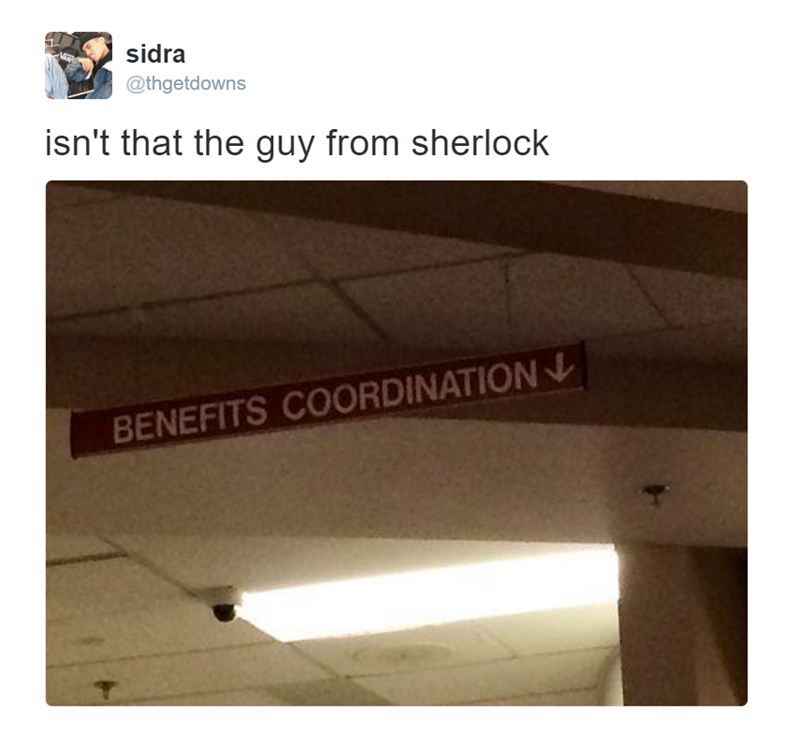 sidra
@thgetdowns
isn't that the guy from sherlock
BENEFITS COORDINATION ↓